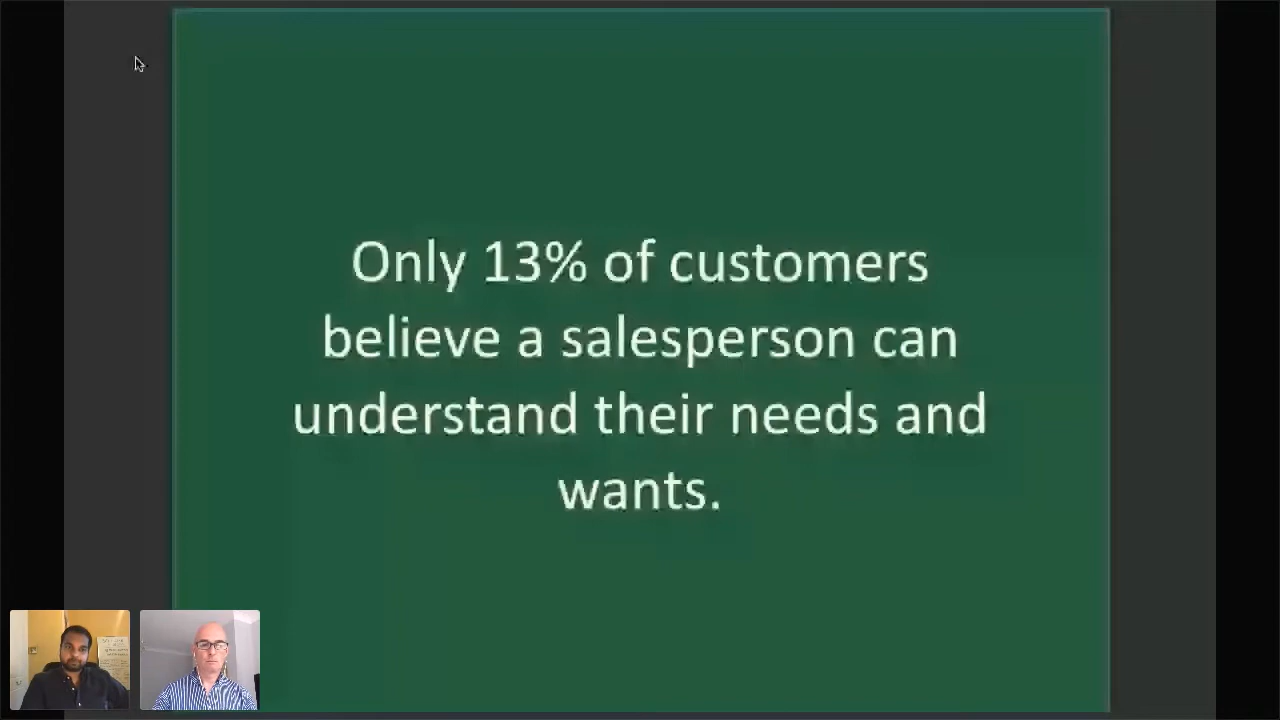 Only 13% of customers
believe a salesperson can
understand their needs and
wants.